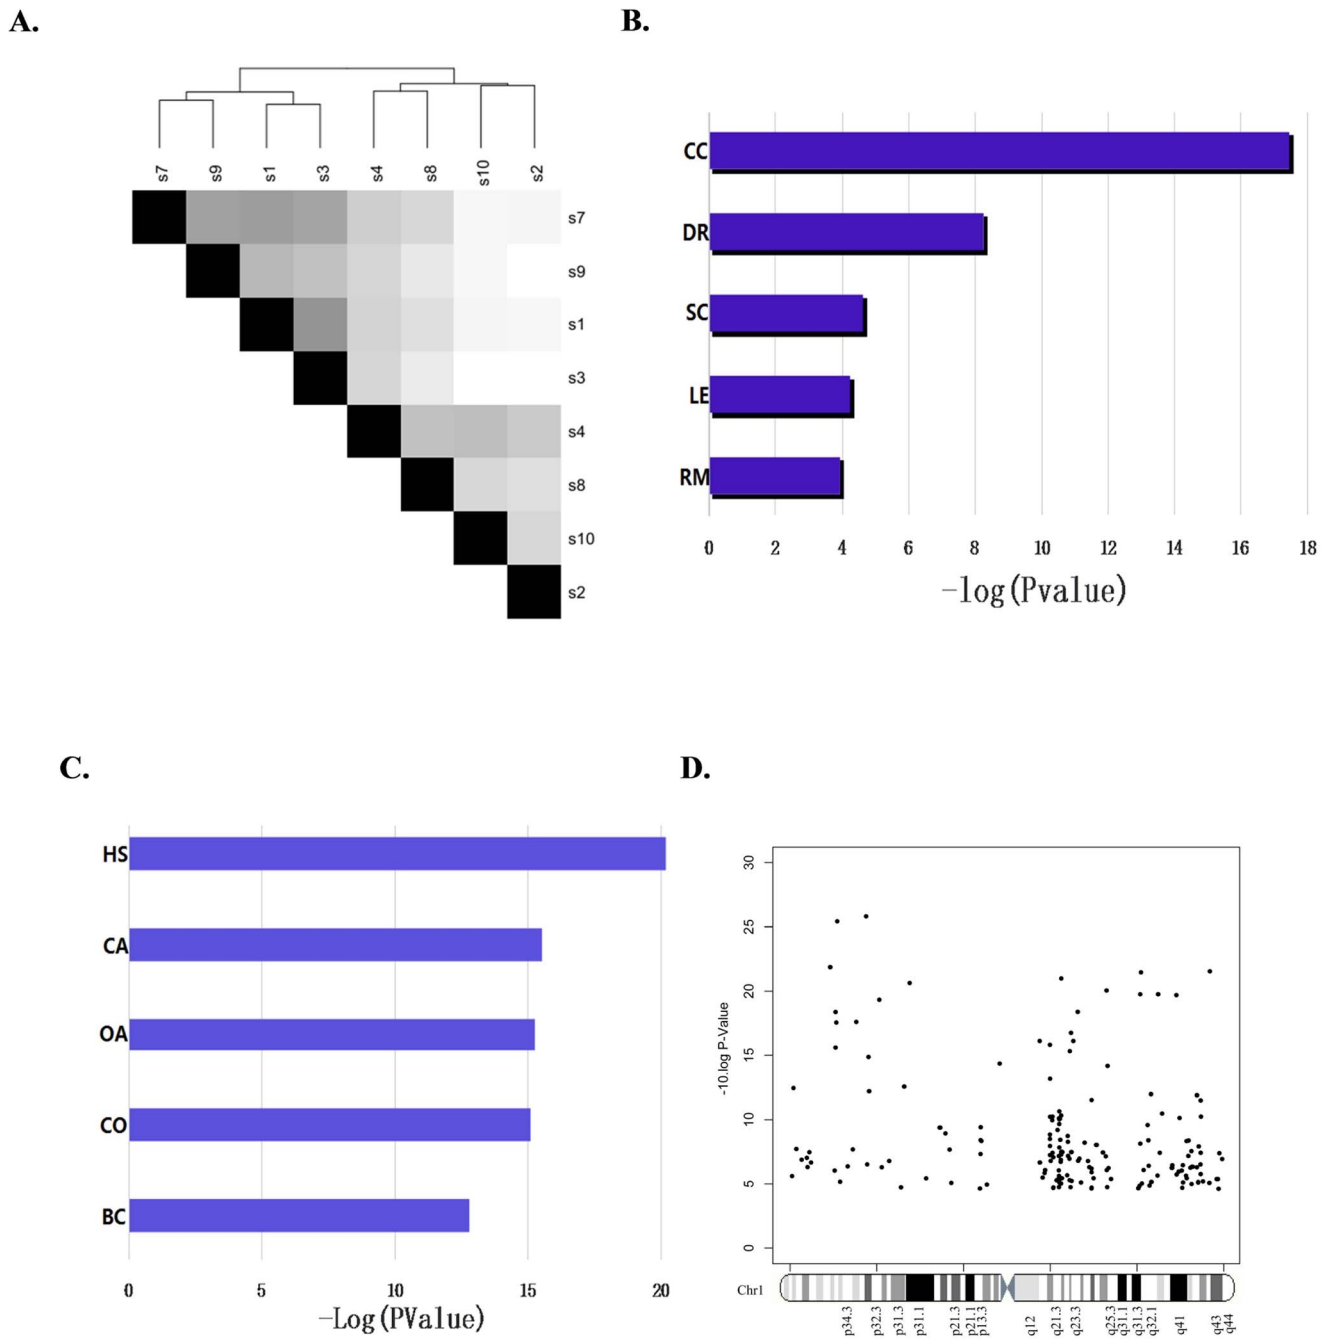 A.
s7 s9 s1 s3 s4 s8 s10 s2
s7
s9
s1
s3
s4
s8
s10
s2
B.
CC
DR
SC
LE
RM
0 2 4 6 8 10 12 14 16 18
-log(Pvalue)
C.
HS
CA
OA
CO
BC
0 5 10 15 20
-Log(PValue)
D.
30
25
20
15
10
5
0
-10.log P-Value
Chr1
p34.3 p32.3 p31.3 p31.1 p21.3 p21.1 p13.3 q12 q21.3 q23.3 q25.3 q31.1 q31.3 q32.1 q41 q43 q44